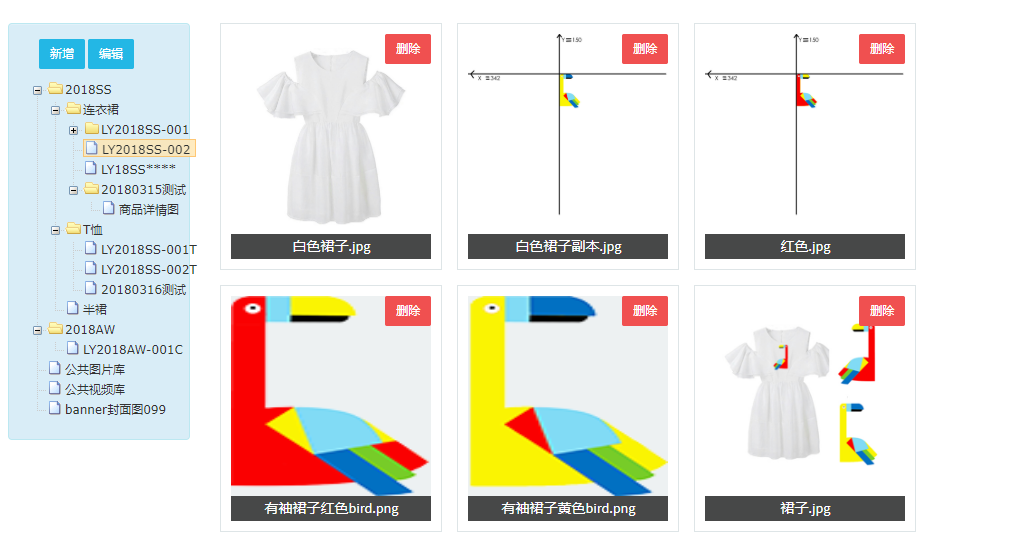 新增 编辑
2018SS
连衣裙
LY2018SS-001
LY2018SS-002
LY18SS****
20180315测试
商品详情图
T恤
LY2018SS-001T
LY2018SS-002T
20180316测试
半裙
2018AW
LY2018AW-001C
公共图片库
公共视频库
banner封面图099
删除
白色裙子.jpg
删除
Y=150
X =342
白色裙子副本.jpg
删除
Y=150
X =342
红色.jpg
删除
有袖裙子红色bird.png
删除
有袖裙子黄色bird.png
删除
裙子.jpg